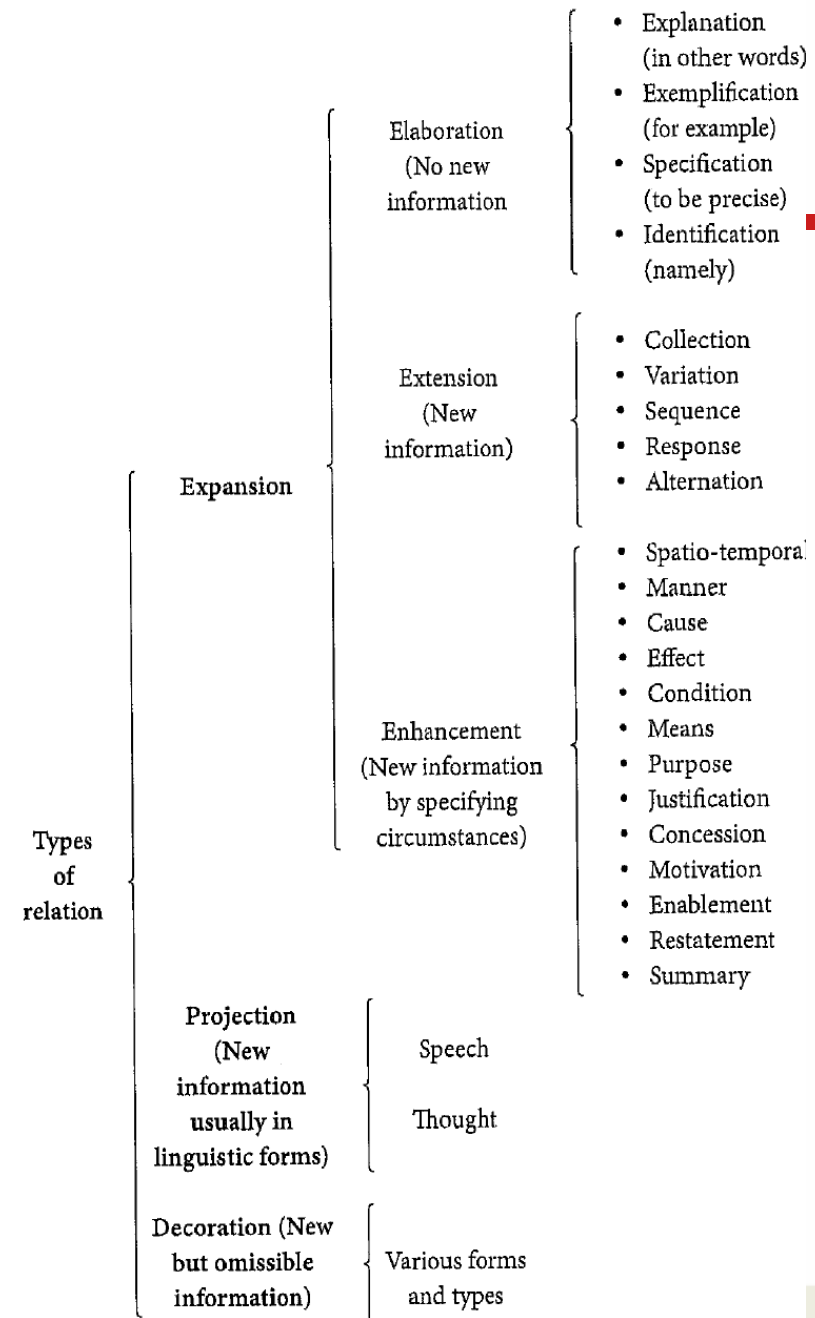 Types
of
relation
Expansion
Elaboration
(No new
information
• Explanation
(in other words)
• Exemplification
(for example)
• Specification
(to be precise)
• Identification
(namely)
Extension
(New
information)
• Collection
• Variation
• Sequence
• Response
• Alternation
Enhancement
(New information
by specifying
circumstances)
• Spatio-temporal
• Manner
• Cause
• Effect
• Condition
• Means
• Purpose
• Justification
• Concession
• Motivation
• Enablement
• Restatement
• Summary
Projection
(New
information
usually in
linguistic forms)
Speech
Thought
Decoration (New
but omissible
information)
Various forms
and types